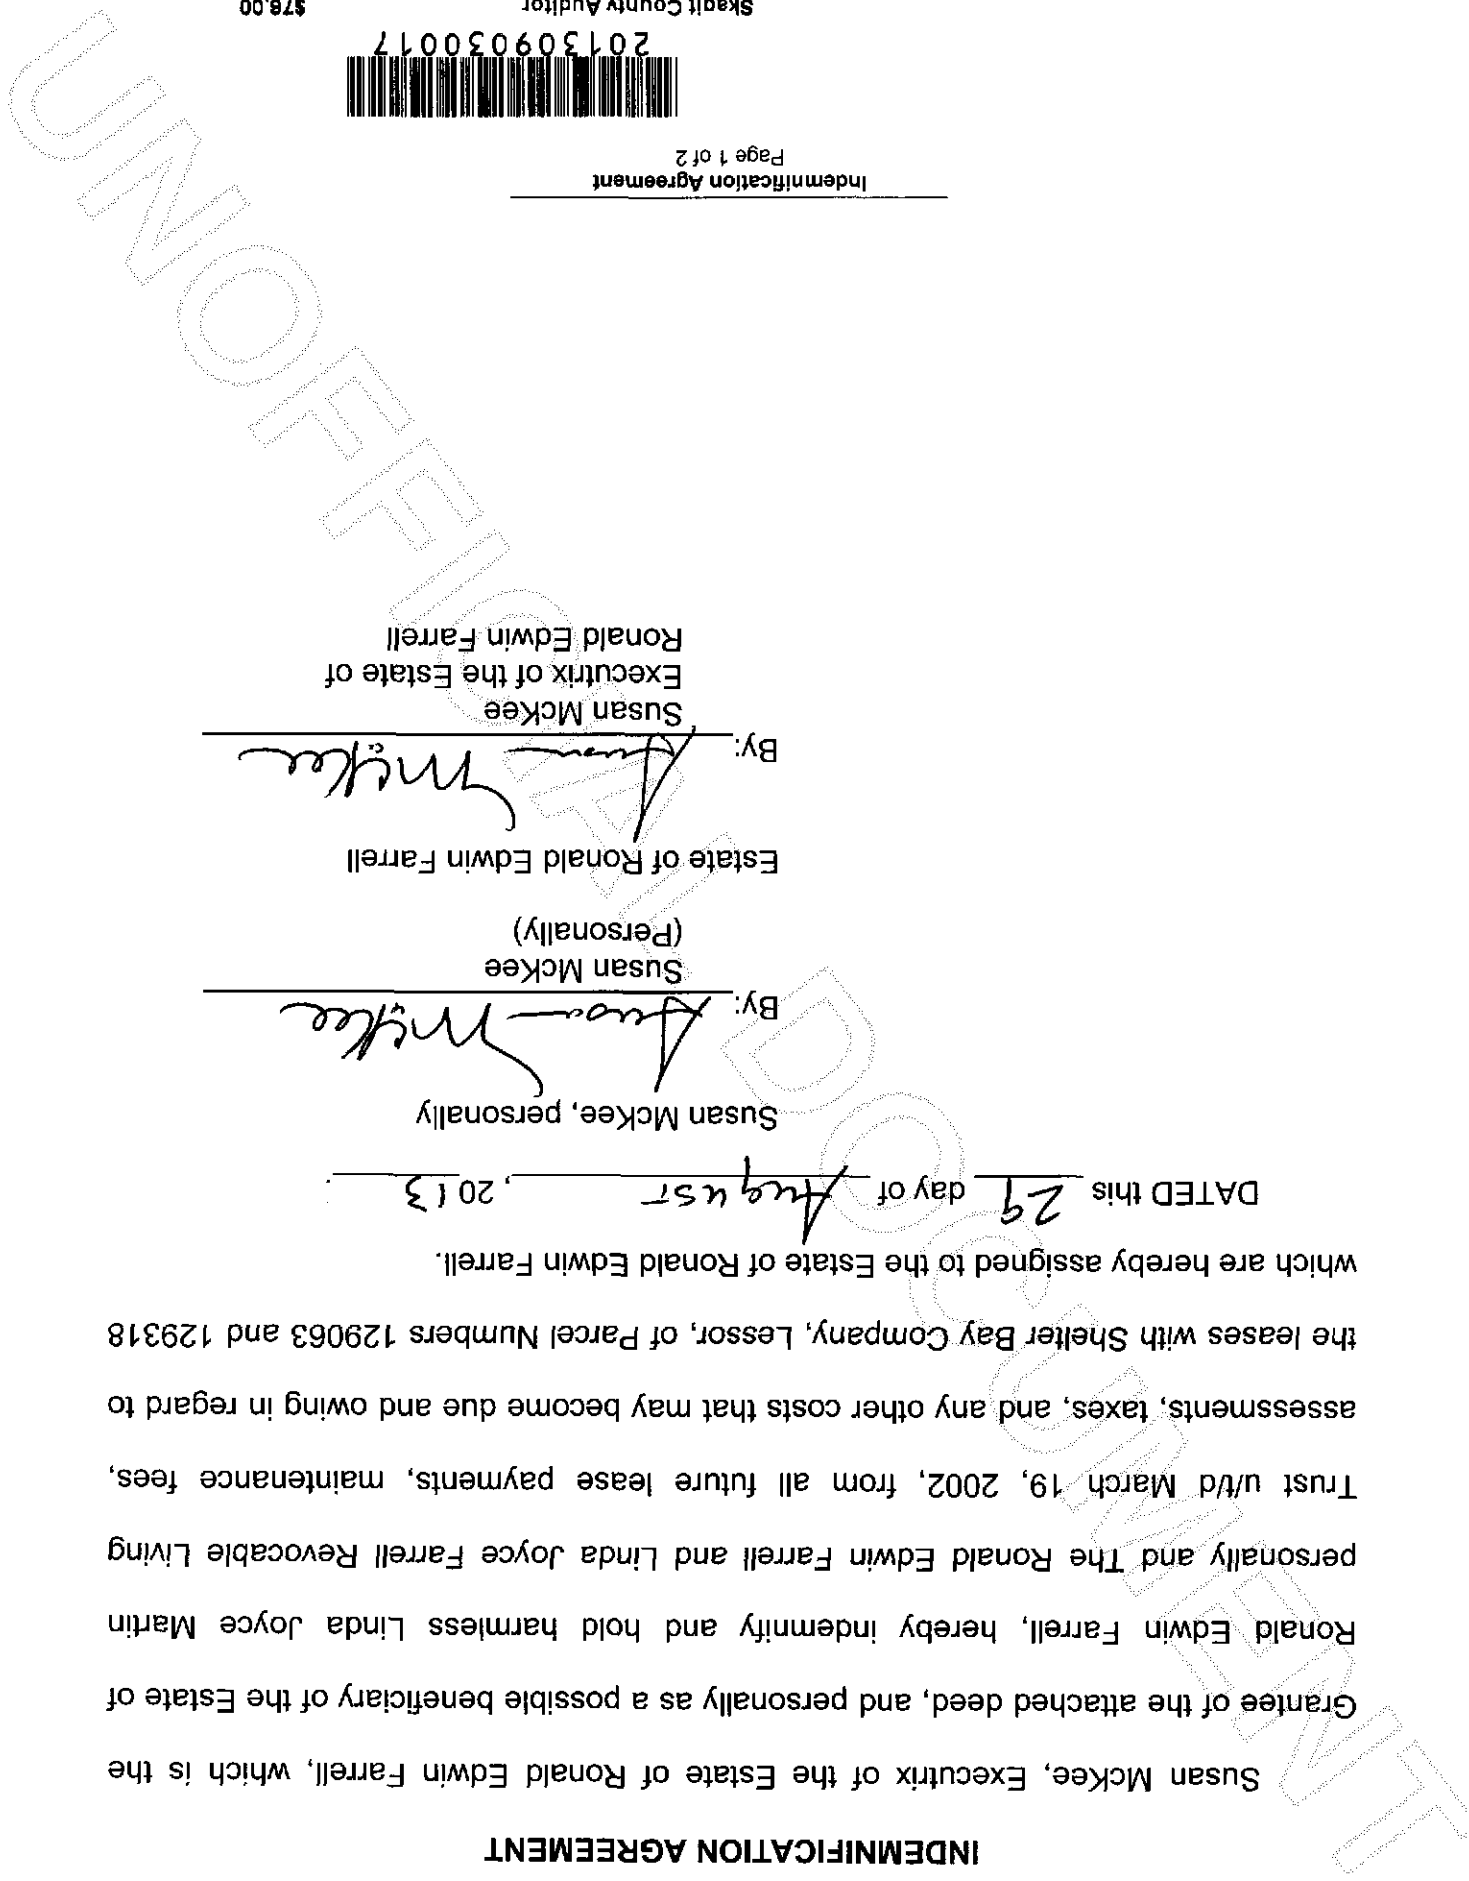 INDEMNIFICATION AGREEMENT
Susan McKee, Executrix of the Estate of Ronald Edwin Farrell, which is the
Grantee of the attached deed, and personally as a possible beneficiary of the Estate of
Ronald Edwin Farrell, hereby indemnify and hold harmless Linda Joyce Martin
personally and The Ronald Edwin Farrell and Linda Joyce Farrell Revocable Living
Trust u/t/d March 19, 2002, from all future lease payments, maintenance fees,
assessments, taxes, and any other costs that may become due and owing in regard to
the leases with Shelter Bay Company, Lessor, of Parcel Numbers 129063 and 129318
which are hereby assigned to the Estate of Ronald Edwin Farrell.
DATED this 29 day of August, 2013.
Susan McKee, personally
By: Susan McKee
Susan McKee
(Personally)
Estate of Ronald Edwin Farrell
By: Susan McKee
Susan McKee
Executrix of the Estate of
Ronald Edwin Farrell
Indemnification Agreement
Page 1 of 2
201309030017
Skagit County Auditor $76.00
UNOFFICIAL DOCUMENT